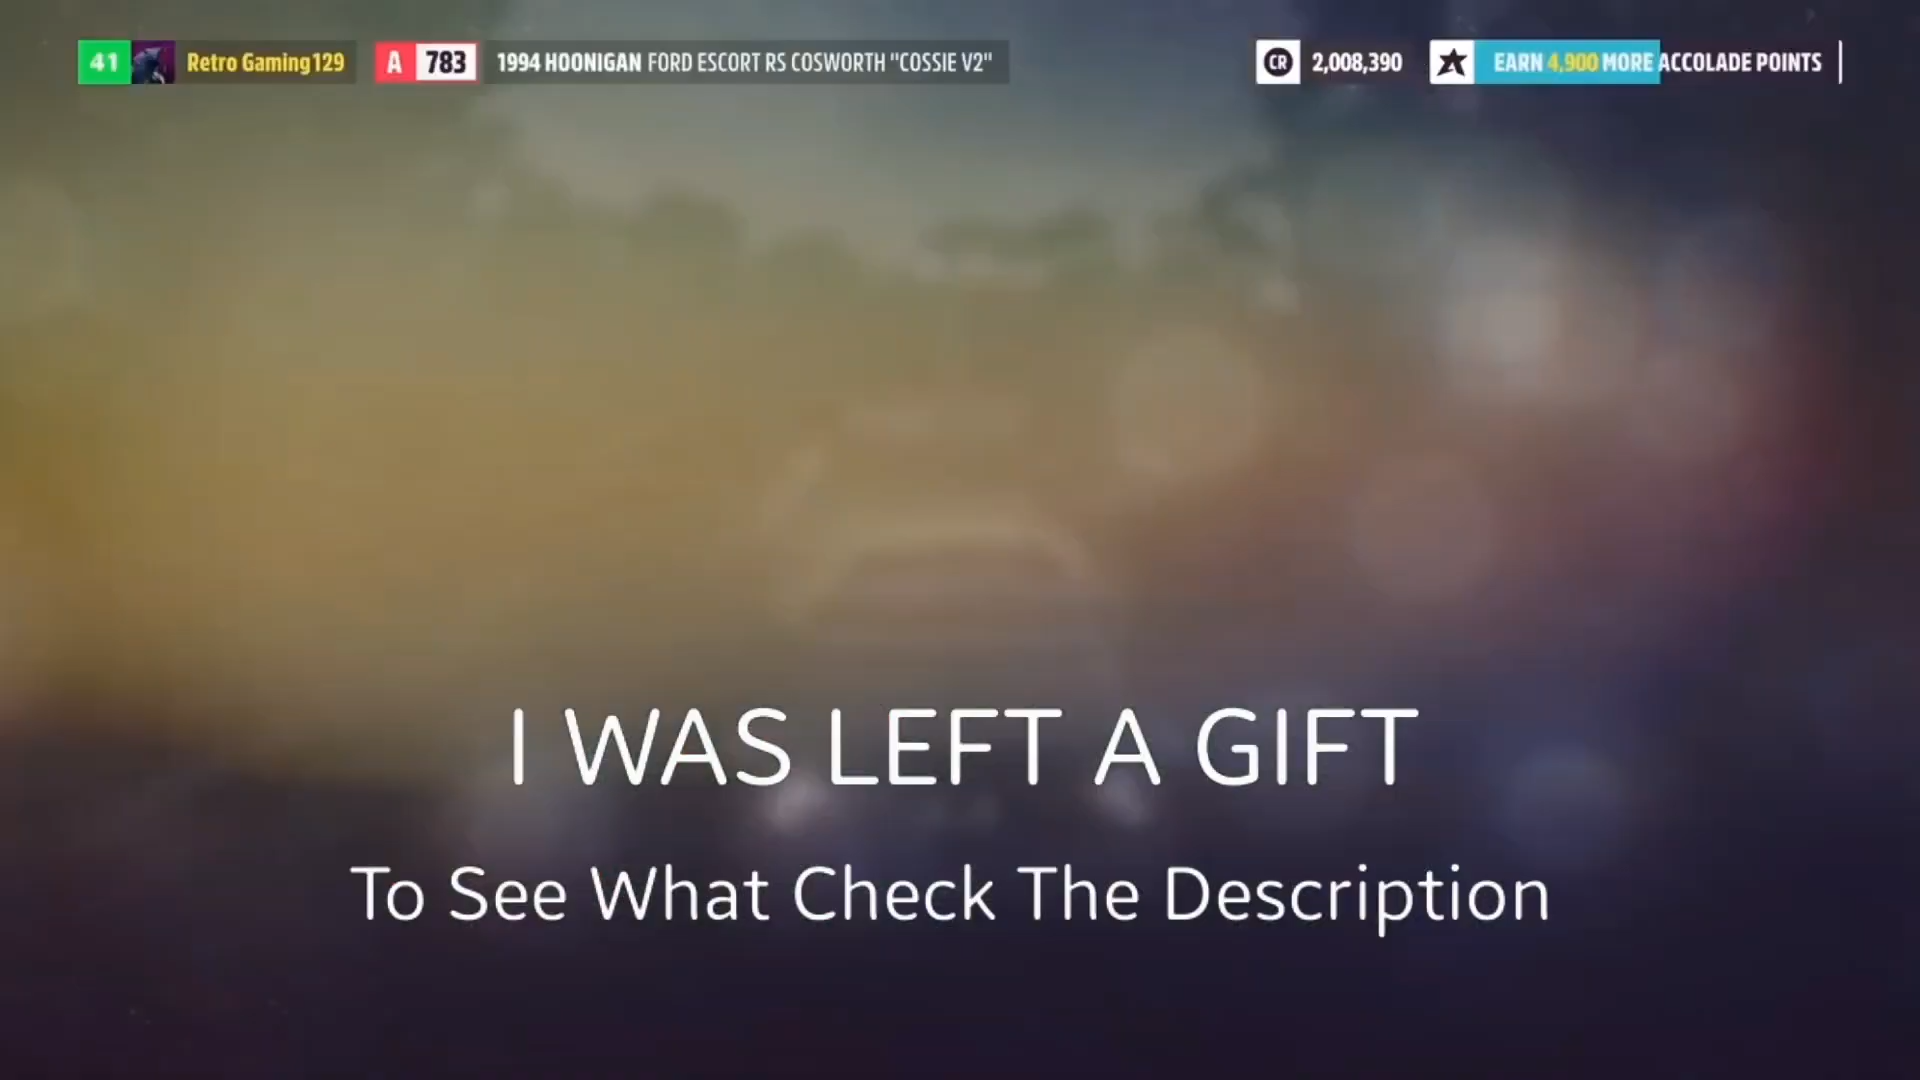 41 Retro Gaming129 A 783 1994 HOONIGAN FORD ESCORT RS COSWORTH "COSSIE V2" CR 2,008,390 EARN 4,900 MORE ACCOLADE POINTS
I WAS LEFT A GIFT
To See What Check The Description